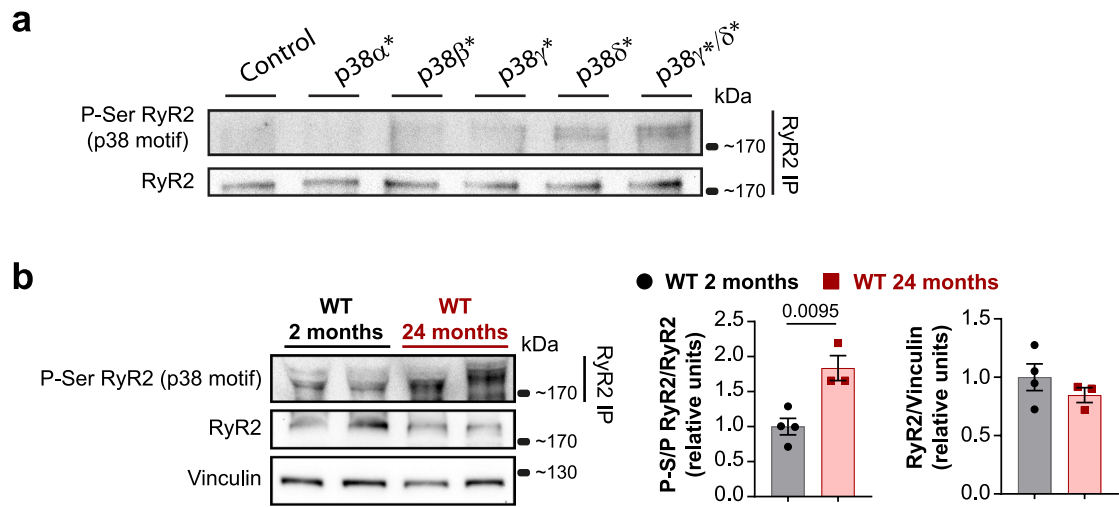 a
Control
p38α*
p38β*
p38γ*
p38δ*
p38γ*/δ*
kDa
P-Ser RyR2
(p38 motif)
~170
RyR2
~170
RyR2 IP
b
WT
2 months
WT
24 months
kDa
P-Ser RyR2 (p38 motif)
~170
RyR2 IP
RyR2
~170
Vinculin
~130
WT 2 months
WT 24 months
P-S/P RyR2/RyR2
(relative units)
2.5
2.0
1.5
1.0
0.5
0.0
0.0095
RyR2/Vinculin
(relative units)
1.5
1.0
0.5
0.0